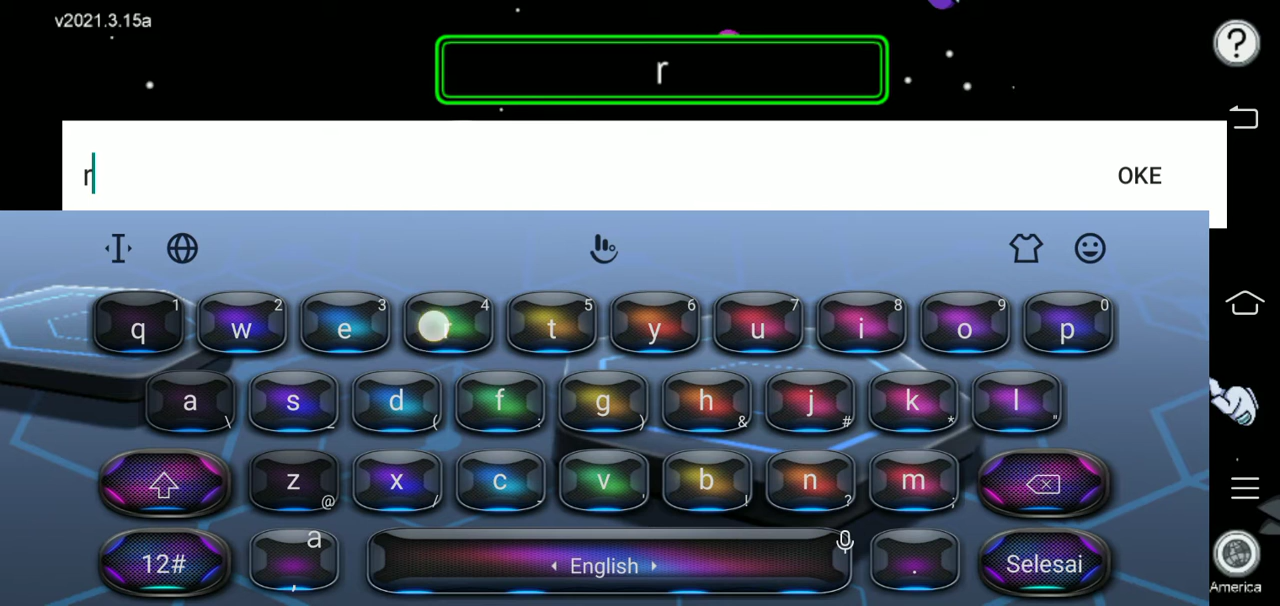 v2021.3.15a
r
r
OKE
1 2 3 4 5 6 7 8 9 0
q w e r t y u i o p
a s d f g h j k l
\ _ ( : ) & # * "
z x c v b n m
@ / - ' ! ? ;
12# a , English . Selesai
America